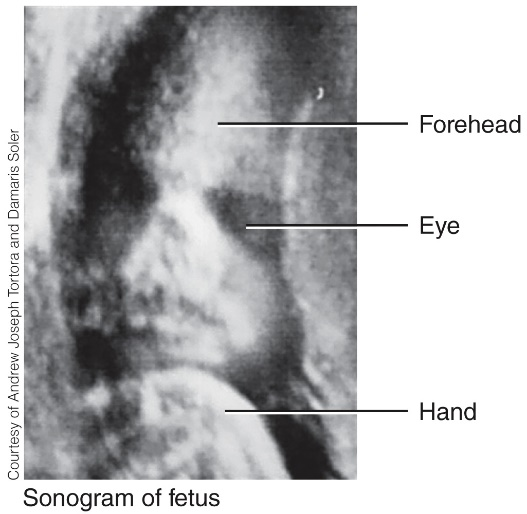 Courtesy of Andrew Joseph Tortora and Damaris Soler
Forehead
Eye
Hand
Sonogram of fetus